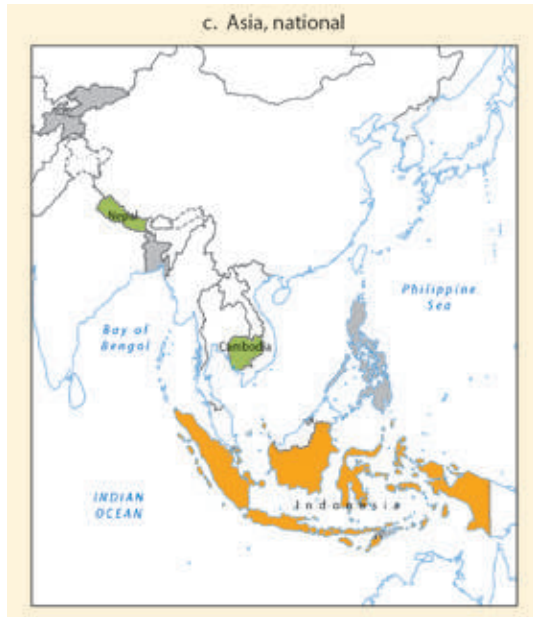 c. Asia, national
Nepal
Philippine
Sea
Bay of
Bengal
Cambodia
INDIAN
OCEAN
Indonesia